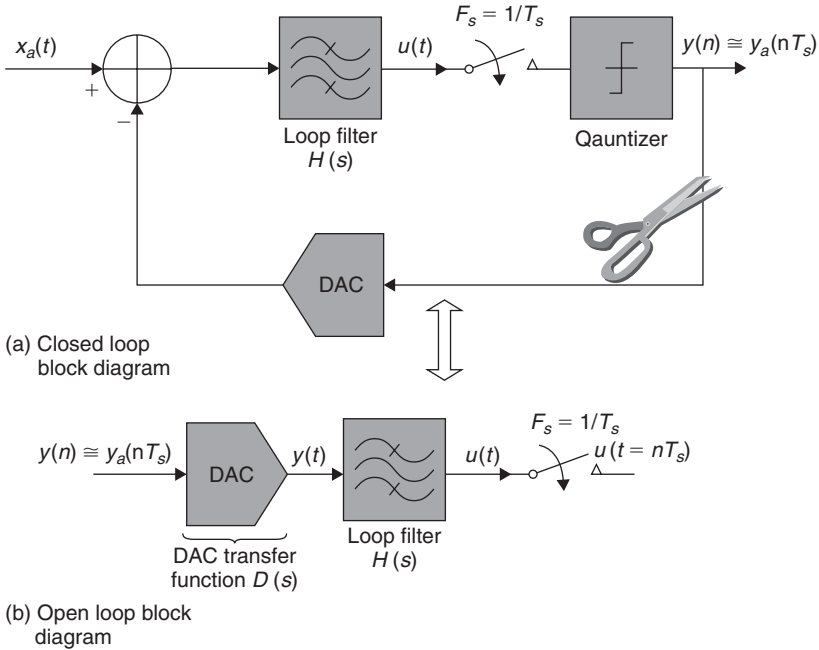 F_s = 1/T_s
x_a(t)
u(t)
y(n) ≅ y_a(nT_s)
+
−
Loop filter
H (s)
Qauntizer
DAC
(a) Closed loop
block diagram
F_s = 1/T_s
y(n) ≅ y_a(nT_s)
DAC
y(t)
u(t)
u (t = nT_s)
Loop filter
H (s)
DAC transfer
function D (s)
(b) Open loop block
diagram